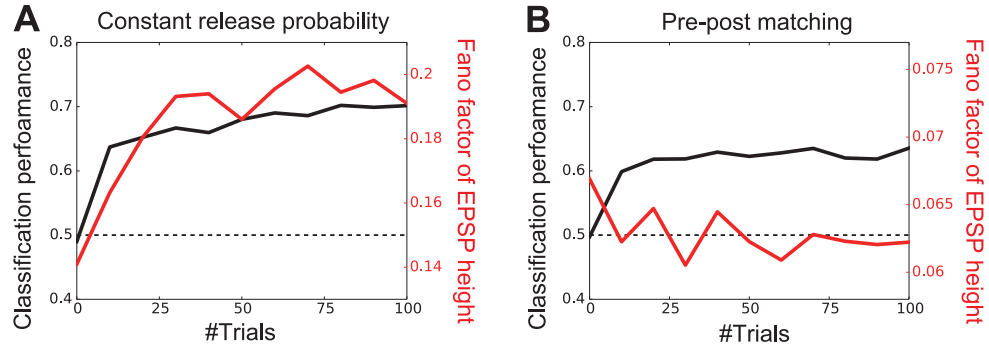 A
Constant release probability
Classification perfoamance
0.8
0.7
0.6
0.5
0.4
0
25
50
75
100
#Trials
0.2
0.18
0.16
0.14
Fano factor of EPSP height
B
Pre-post matching
Classification perfoamance
0.8
0.7
0.6
0.5
0.4
0
25
50
75
100
#Trials
0.075
0.07
0.065
0.06
Fano factor of EPSP height